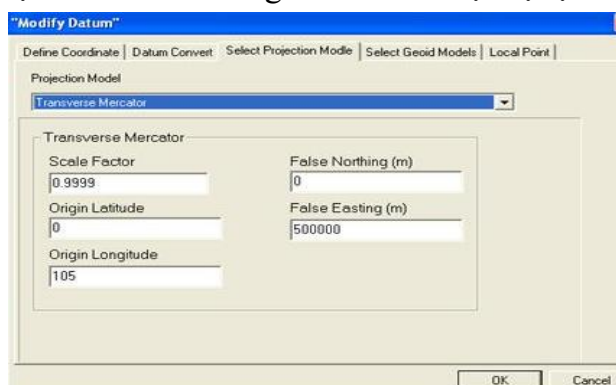 "Modify Datum"
Define Coordinate Datum Convert Select Projection Modle Select Geoid Models Local Point
Projection Model
Transverse Mercator
Transverse Mercator
Scale Factor False Northing (m)
0.9999 0
Origin Latitude False Easting (m)
0 500000
Origin Longitude
105
OK Cancel